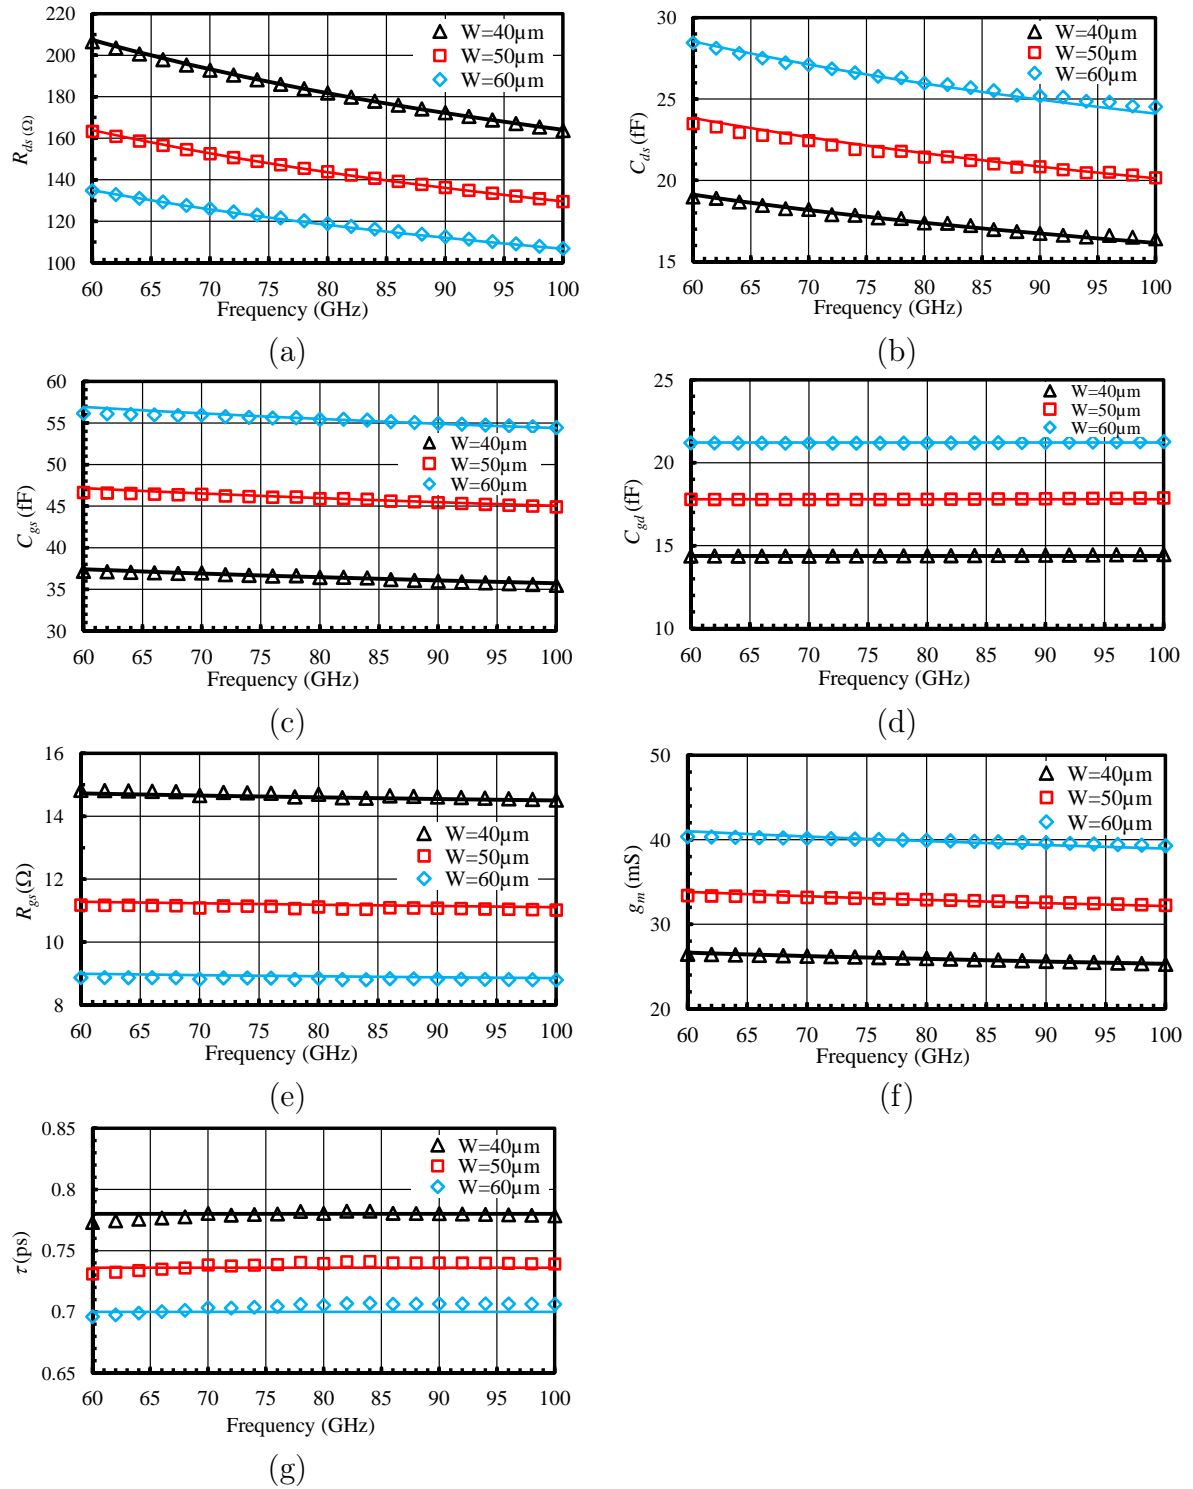 220
200
180
160
140
120
100
R_ds (Ω)
W=40µm
W=50µm
W=60µm
60 65 70 75 80 85 90 95 100
Frequency (GHz)
(a)
30
25
20
15
C_ds (fF)
W=40µm
W=50µm
W=60µm
60 65 70 75 80 85 90 95 100
Frequency (GHz)
(b)
60
55
50
45
40
35
30
C_gs (fF)
W=40µm
W=50µm
W=60µm
60 65 70 75 80 85 90 95 100
Frequency (GHz)
(c)
25
21
18
14
10
C_gd (fF)
W=40µm
W=50µm
W=60µm
60 65 70 75 80 85 90 95 100
Frequency (GHz)
(d)
16
14
12
11
9
8
R_gs (Ω)
W=40µm
W=50µm
W=60µm
60 65 70 75 80 85 90 95 100
Frequency (GHz)
(e)
50
40
30
20
g_m (mS)
W=40µm
W=50µm
W=60µm
60 65 70 75 80 85 90 95 100
Frequency (GHz)
(f)
0.85
0.8
0.75
0.7
0.65
τ (ps)
W=40µm
W=50µm
W=60µm
60 65 70 75 80 85 90 95 100
Frequency (GHz)
(g)